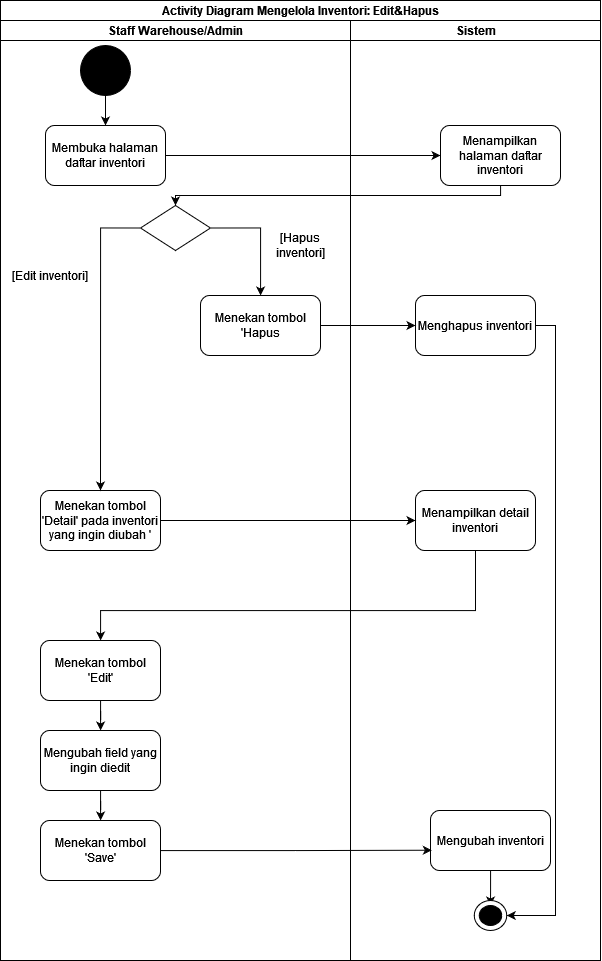 Activity Diagram Mengelola Inventori: Edit&Hapus
Staff Warehouse/Admin
Sistem
Membuka halaman
daftar inventori
Menampilkan
halaman daftar
inventori
[Hapus
inventori]
[Edit inventori]
Menekan tombol
'Hapus
Menghapus inventori
Menekan tombol
'Detail' pada inventori
yang ingin diubah '
Menampilkan detail
inventori
Menekan tombol
'Edit'
Mengubah field yang
ingin diedit
Menekan tombol
'Save'
Mengubah inventori